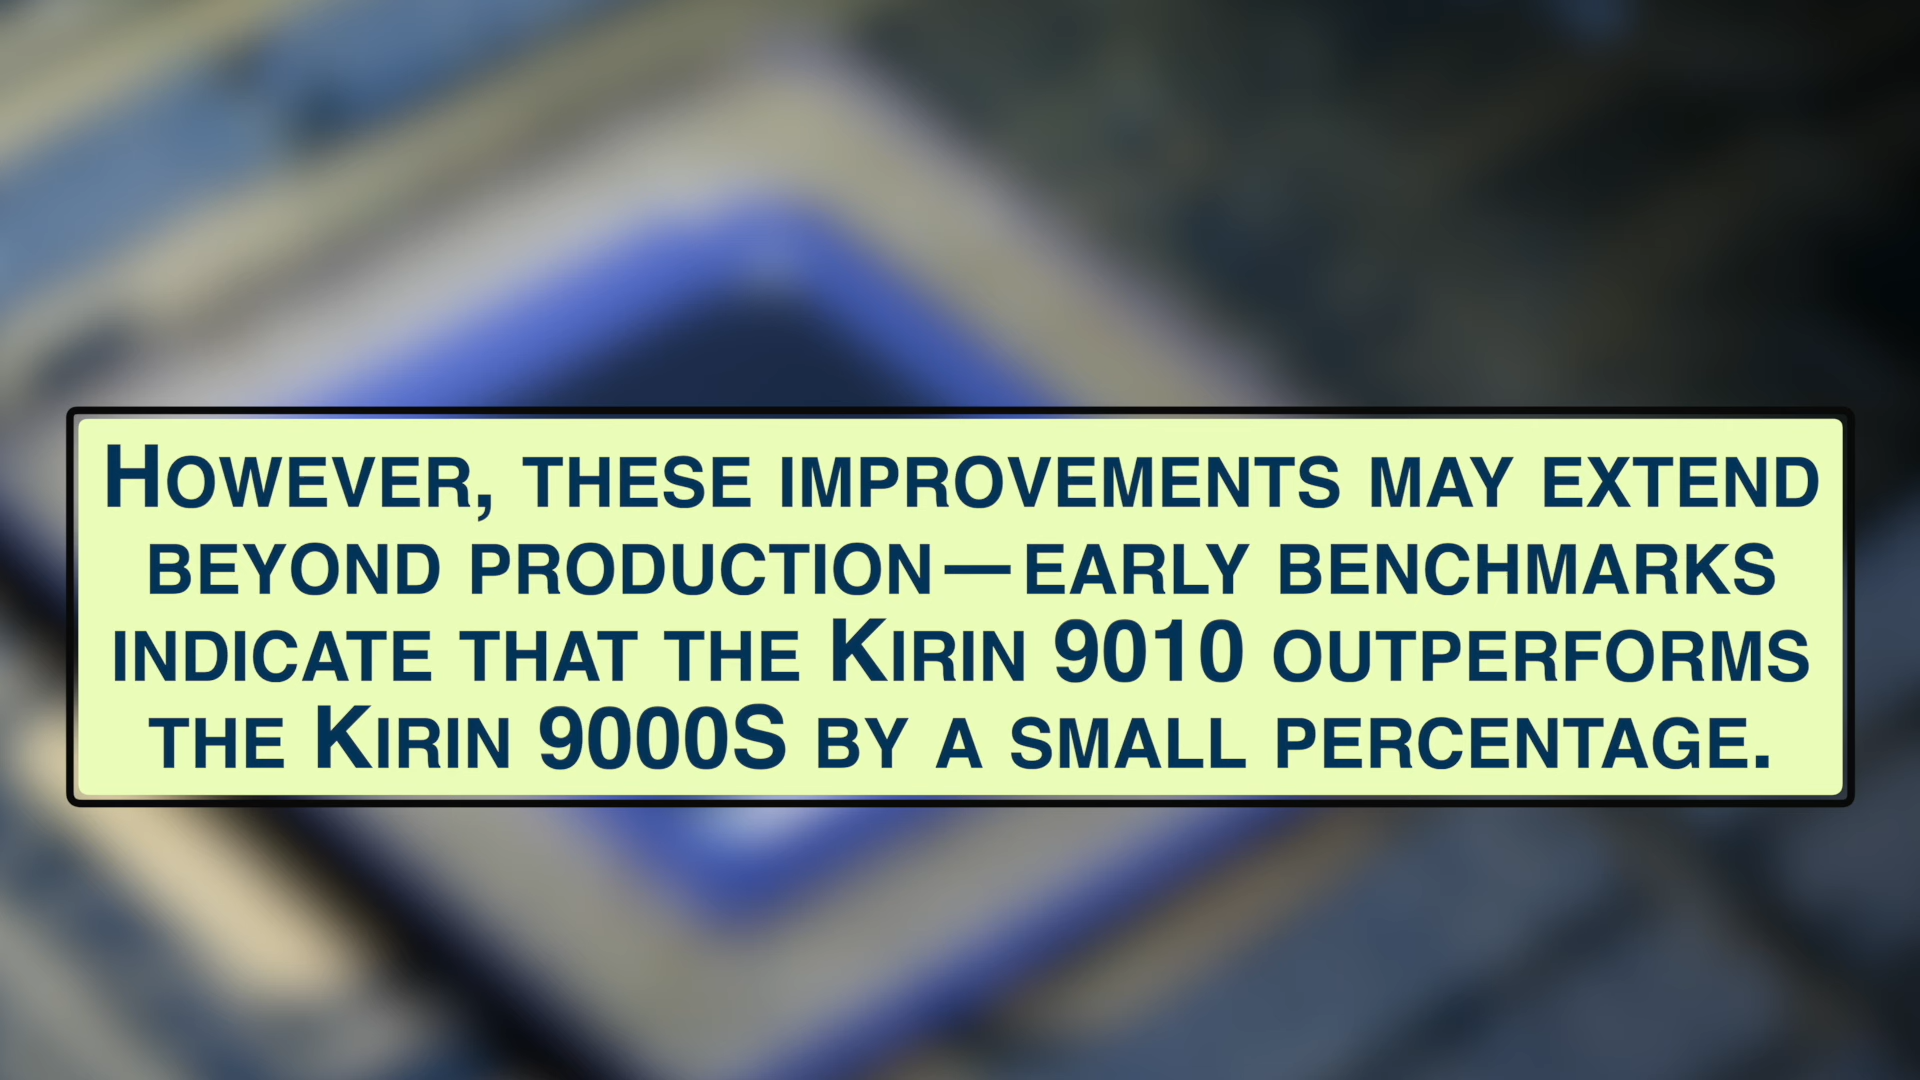 However, these improvements may extend
beyond production—early benchmarks
indicate that the Kirin 9010 outperforms
the Kirin 9000S by a small percentage.